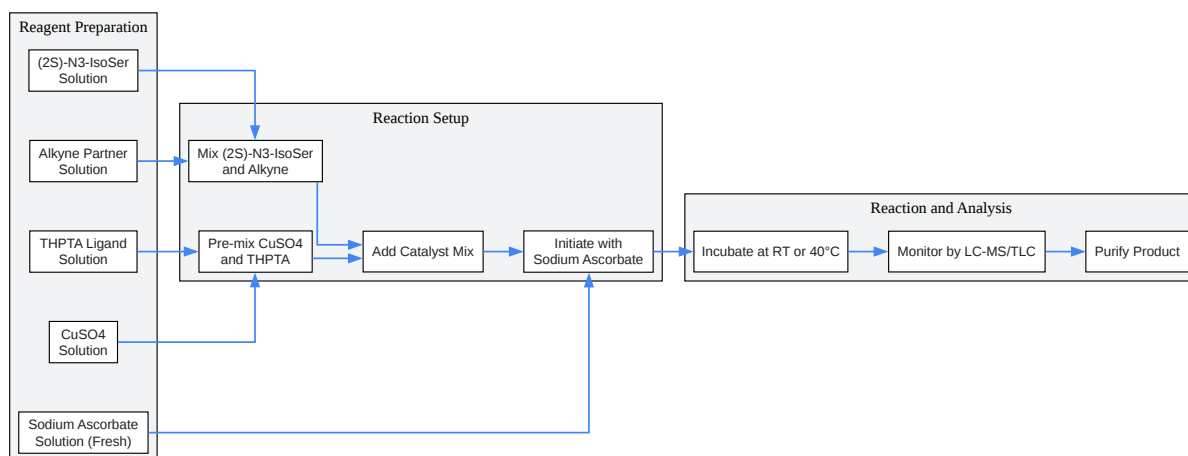 Reagent Preparation
(2S)-N3-IsoSer
Solution
Alkyne Partner
Solution
THPTA Ligand
Solution
CuSO4
Solution
Sodium Ascorbate
Solution (Fresh)
Reaction Setup
Mix (2S)-N3-IsoSer
and Alkyne
Pre-mix CuSO4
and THPTA
Add Catalyst Mix
Initiate with
Sodium Ascorbate
Reaction and Analysis
Incubate at RT or 40°C
Monitor by LC-MS/TLC
Purify Product